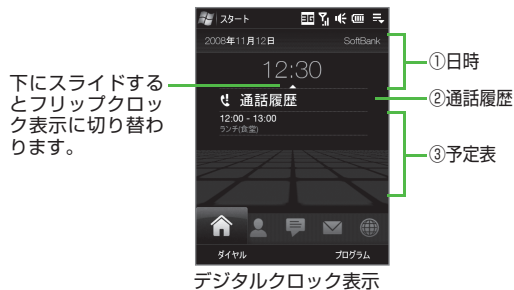 スタート
2008年11月12日
SoftBank
12:30
通話履歴
12:00 - 13:00
ランチ(食堂)
ダイヤル
プログラム
下にスライドする
とフリップクロッ
ク表示に切り替わ
ります。
①日時
②通話履歴
③予定表
デジタルクロック表示